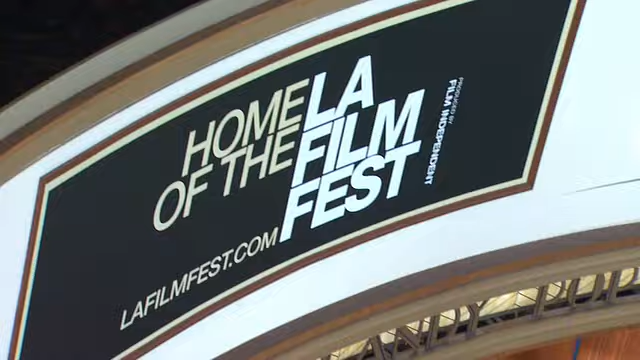 HOME LA
OF THE FILM
FEST
LAFILMFEST.COM
PRODUCED BY
FILM INDEPENDENT